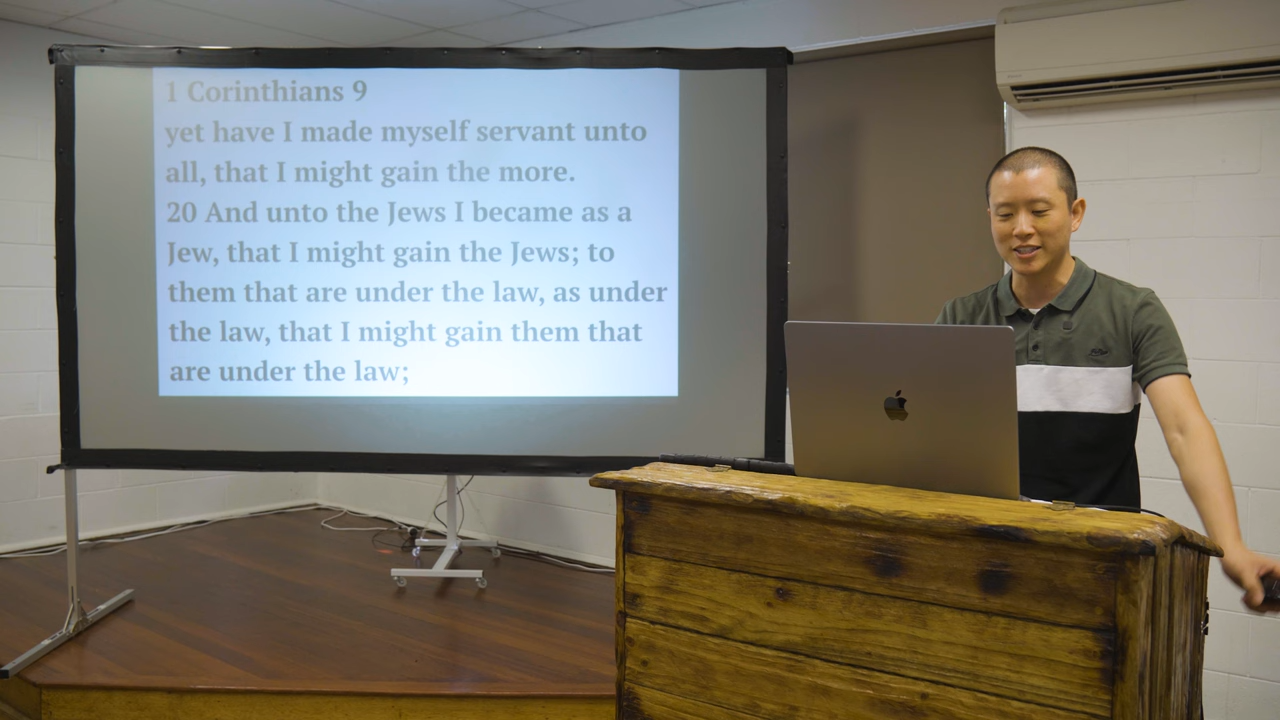 1 Corinthians 9
yet have I made myself servant unto
all, that I might gain the more.
20 And unto the Jews I became as a
Jew, that I might gain the Jews; to
them that are under the law, as under
the law, that I might gain them that
are under the law;